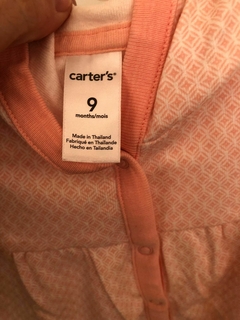 carter's®
9
months/mois
Made in Thailand
Fabriqué en Thaïlande
Hecho en Tailandia